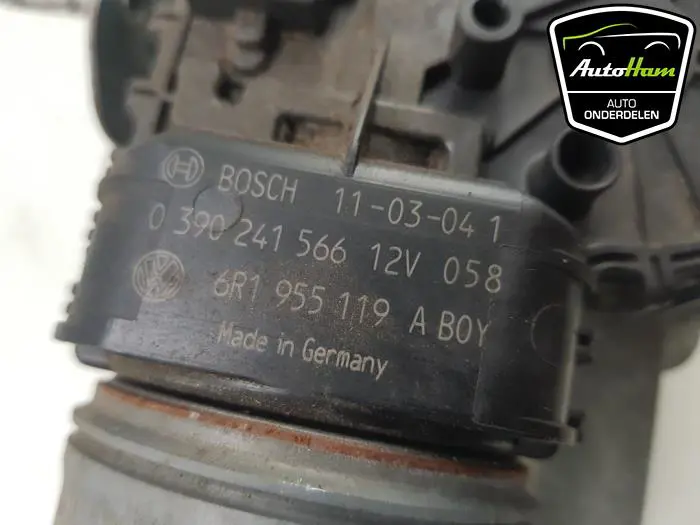 AutoHam
AUTO
ONDERDELEN
BOSCH 11-03-04 1
0 390 241 566 12V 058
6R1 955 119 A B0Y
Made in Germany